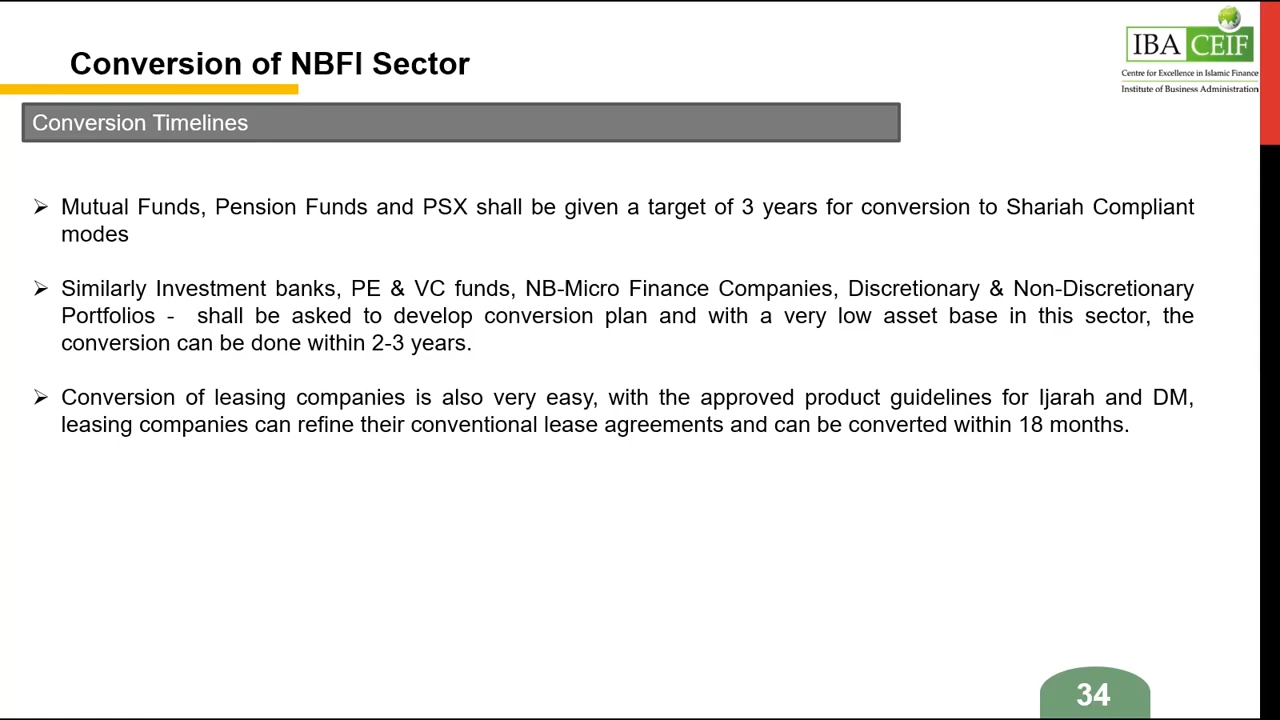 Conversion of NBFI Sector
IBA CEIF
Centre for Excellence in Islamic Finance
Institute of Business Administration
Conversion Timelines
➢ Mutual Funds, Pension Funds and PSX shall be given a target of 3 years for conversion to Shariah Compliant
modes
➢ Similarly Investment banks, PE & VC funds, NB-Micro Finance Companies, Discretionary & Non-Discretionary
Portfolios - shall be asked to develop conversion plan and with a very low asset base in this sector, the
conversion can be done within 2-3 years.
➢ Conversion of leasing companies is also very easy, with the approved product guidelines for Ijarah and DM,
leasing companies can refine their conventional lease agreements and can be converted within 18 months.
34